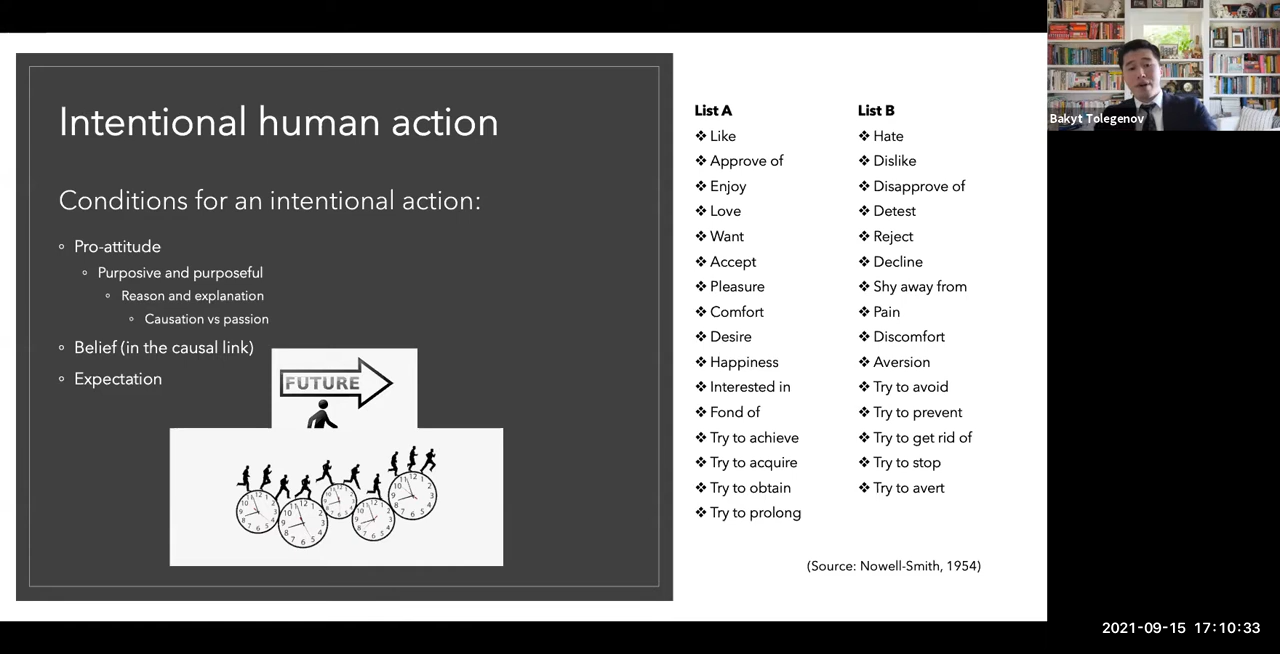 Intentional human action
Conditions for an intentional action:
Pro-attitude
Purposive and purposeful
Reason and explanation
Causation vs passion
Belief (in the causal link)
Expectation
FUTURE
List A
❖ Like
❖ Approve of
❖ Enjoy
❖ Love
❖ Want
❖ Accept
❖ Pleasure
❖ Comfort
❖ Desire
❖ Happiness
❖ Interested in
❖ Fond of
❖ Try to achieve
❖ Try to acquire
❖ Try to obtain
❖ Try to prolong
List B
❖ Hate
❖ Dislike
❖ Disapprove of
❖ Detest
❖ Reject
❖ Decline
❖ Shy away from
❖ Pain
❖ Discomfort
❖ Aversion
❖ Try to avoid
❖ Try to prevent
❖ Try to get rid of
❖ Try to stop
❖ Try to avert
(Source: Nowell-Smith, 1954)
Bakyt Tolegenov
2021-09-15 17:10:33